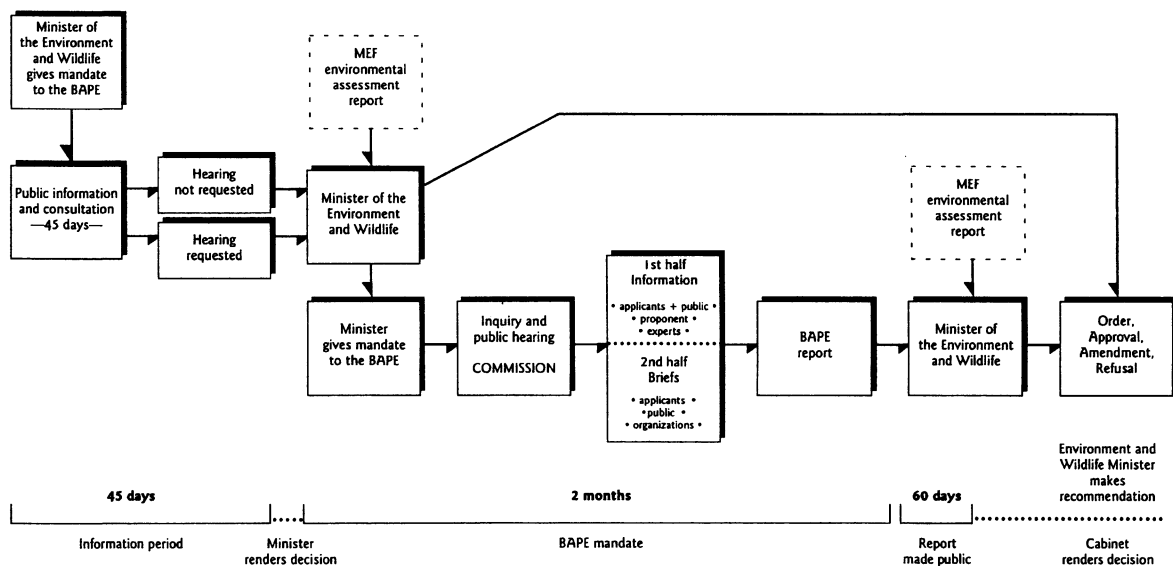 Minister of
the Environment
and Wildlife
gives mandate
to the BAPE
MEF
environmental
assessment
report
Public information
and consultation
—45 days—
Hearing
not requested
Hearing
requested
Minister of the
Environment
and Wildlife
MEF
environmental
assessment
report
Minister
gives mandate
to the BAPE
Inquiry and
public hearing
COMMISSION
1st half
Information
• applicants + public •
• proponent •
• experts •
2nd half
Briefs
• applicants •
• public •
• organizations •
BAPE
report
Minister of
the Environment
and Wildlife
Order,
Approval,
Amendment,
Refusal
Environment and
Wildlife Minister
makes
recommendation
45 days
2 months
60 days
Information period
Minister
renders decision
BAPE mandate
Report
made public
Cabinet
renders decision